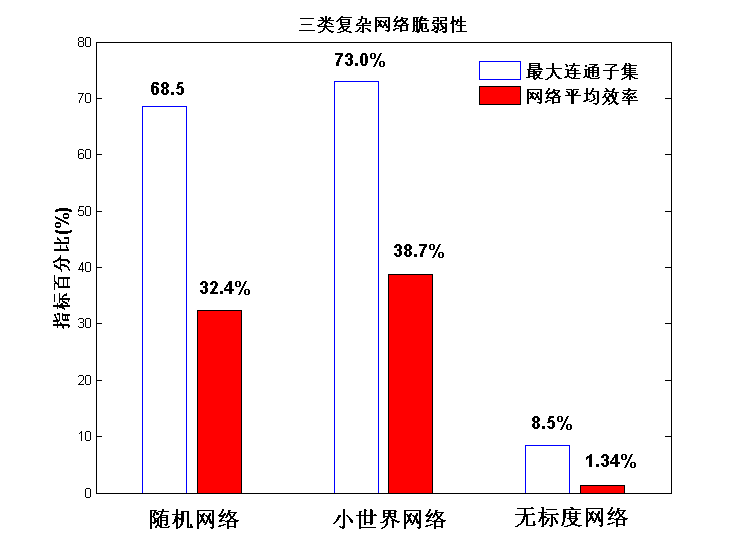 三类复杂网络脆弱性
80
70
60
50
40
30
20
10
0
指标百分比(%)
最大连通子集
网络平均效率
68.5
32.4%
73.0%
38.7%
8.5%
1.34%
随机网络
小世界网络
无标度网络